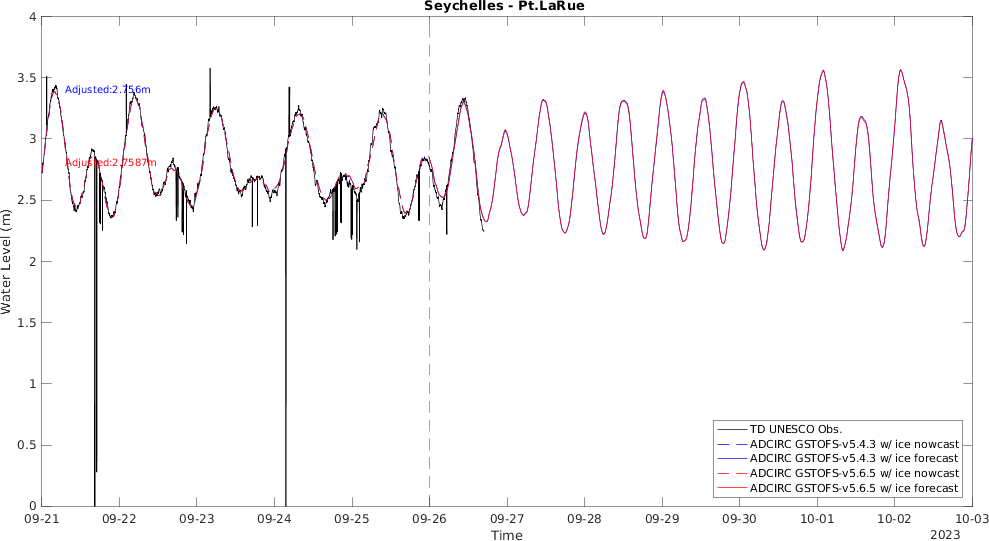 Seychelles - Pt.LaRue
4
3.5
3
2.5
2
1.5
1
0.5
0
Water Level (m)
Adjusted:2.756m
Adjusted:2.7587m
TD UNESCO Obs.
ADCIRC GSTOFS-v5.4.3 w/ ice nowcast
ADCIRC GSTOFS-v5.4.3 w/ ice forecast
ADCIRC GSTOFS-v5.6.5 w/ ice nowcast
ADCIRC GSTOFS-v5.6.5 w/ ice forecast
09-21 09-22 09-23 09-24 09-25 09-26 09-27 09-28 09-29 09-30 10-01 10-02 10-03
Time
2023